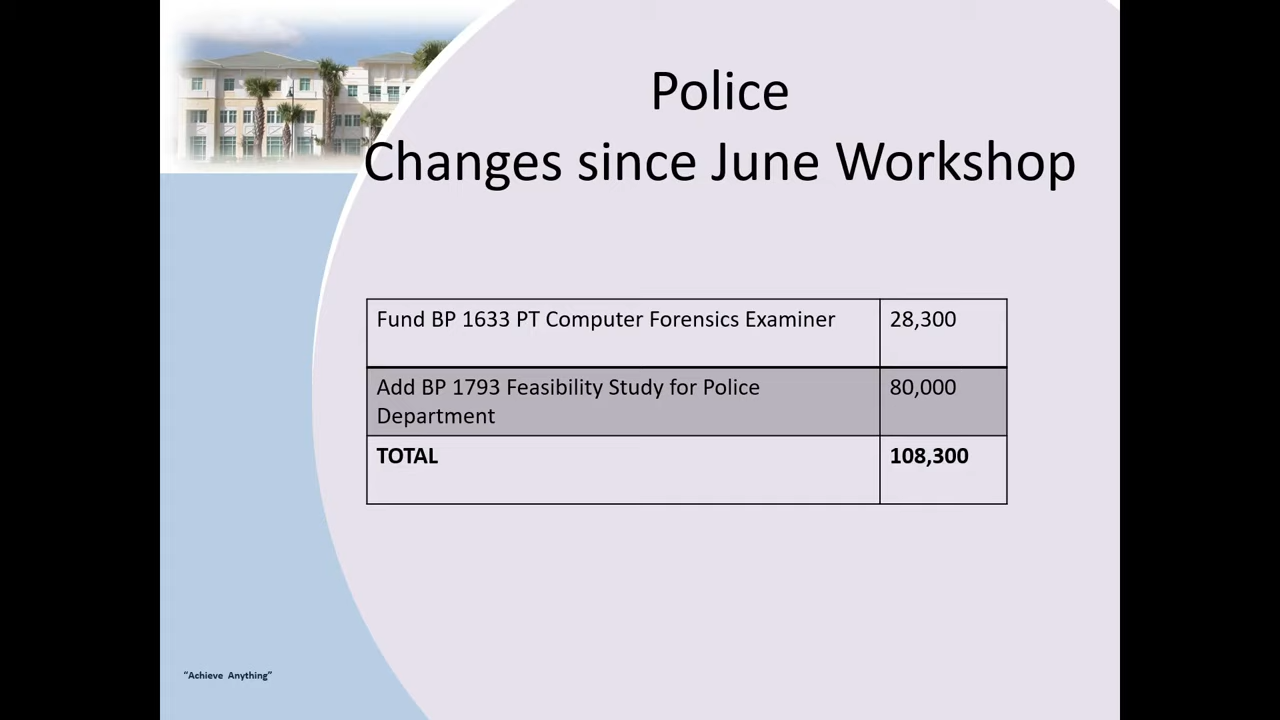 Police
Changes since June Workshop
Fund BP 1633 PT Computer Forensics Examiner 28,300
Add BP 1793 Feasibility Study for Police 80,000
Department
TOTAL 108,300
“Achieve Anything”